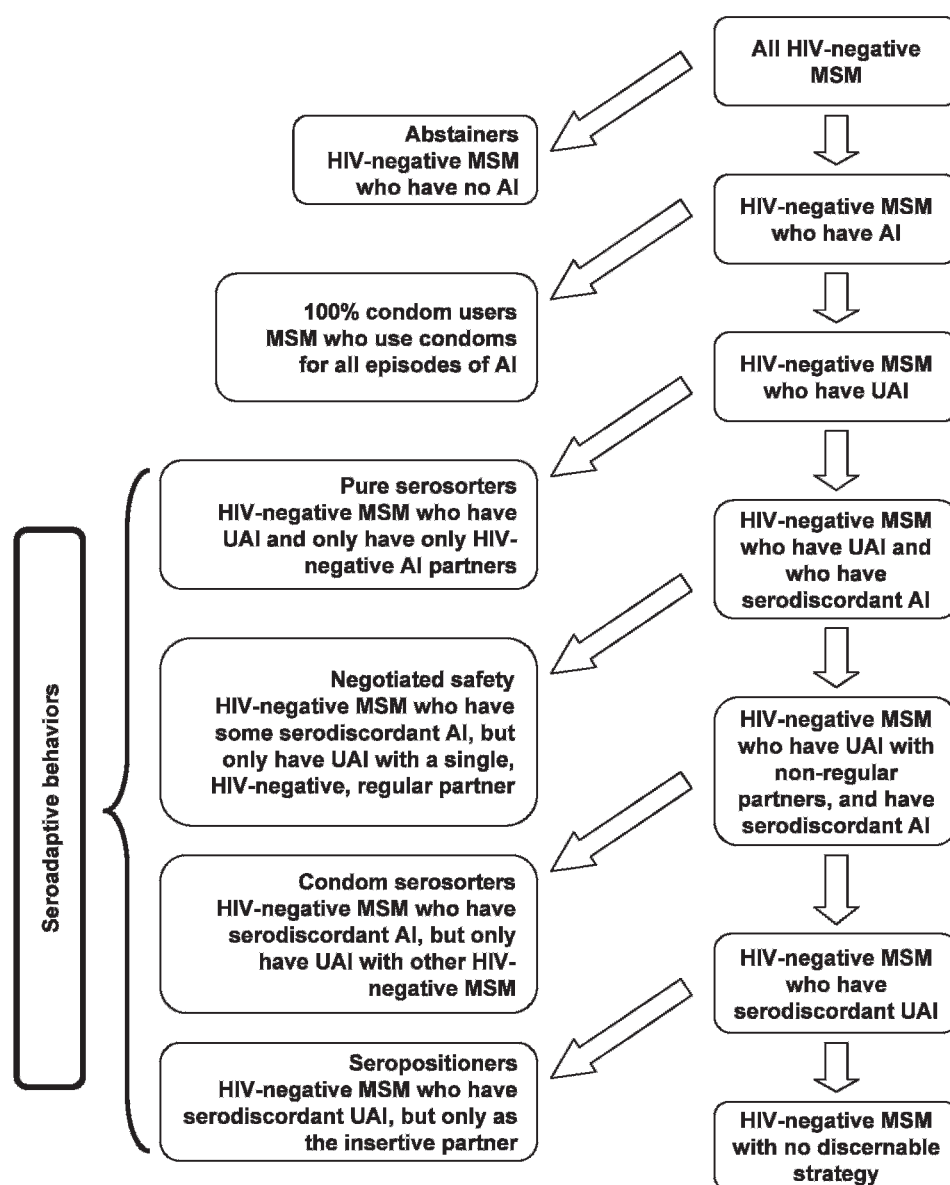 All HIV-negative
MSM
Abstainers
HIV-negative MSM
who have no AI
HIV-negative MSM
who have AI
100% condom users
MSM who use condoms
for all episodes of AI
HIV-negative MSM
who have UAI
Pure serosorters
HIV-negative MSM who have
UAI and only have only HIV-
negative AI partners
HIV-negative MSM
who have UAI and
who have
serodiscordant AI
Negotiated safety
HIV-negative MSM who have
some serodiscordant AI, but
only have UAI with a single,
HIV-negative, regular partner
HIV-negative MSM
who have UAI with
non-regular
partners, and have
serodiscordant AI
Condom serosorters
HIV-negative MSM who have
serodiscordant AI, but only
have UAI with other HIV-
negative MSM
HIV-negative MSM
who have
serodiscordant UAI
Seropositioners
HIV-negative MSM who have
serodiscordant UAI, but only as
the insertive partner
HIV-negative MSM
with no discernable
strategy
Seroadaptive behaviors